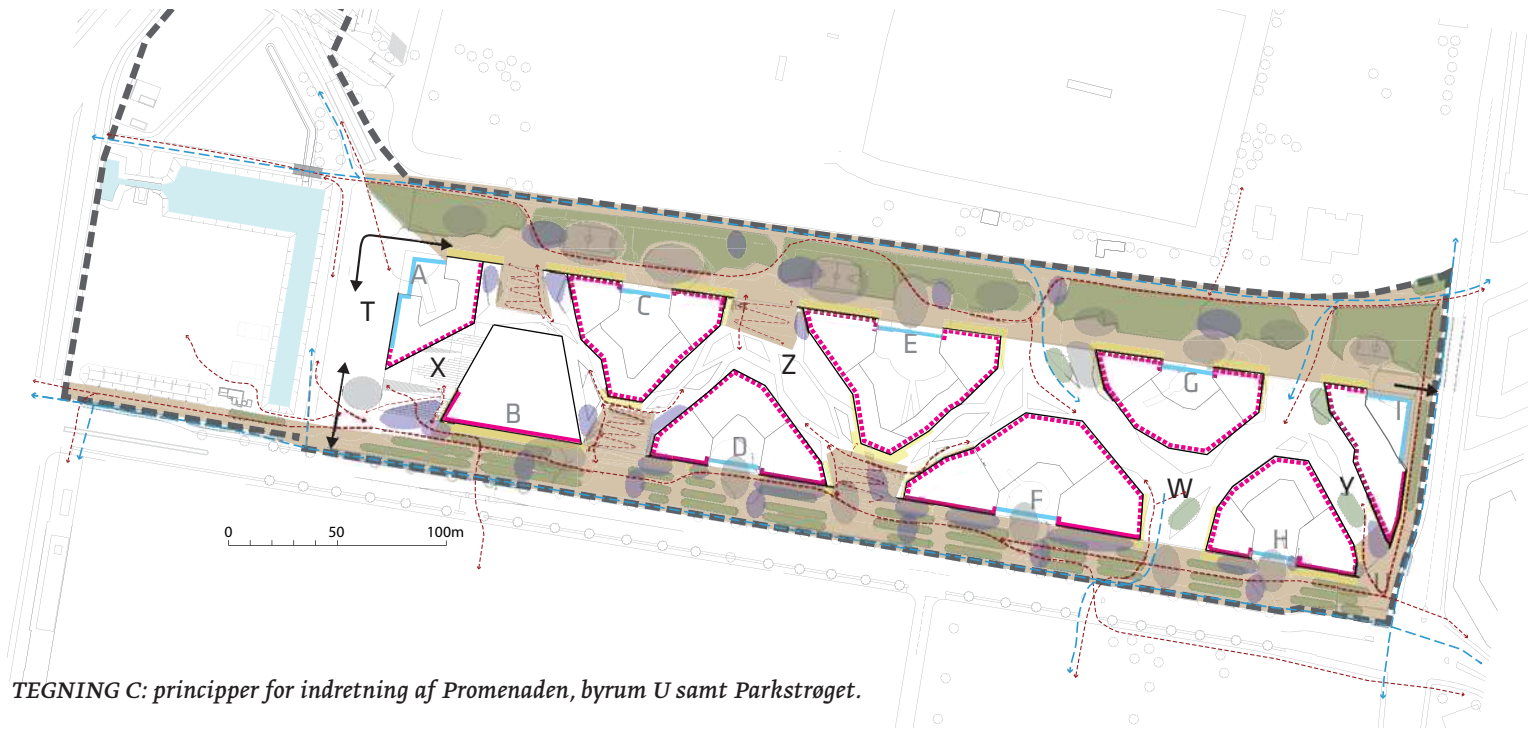 A
T
C
E
Z
X
G
I
B
D
F
W
Y
H
U
0 50 100m
TEGNING C: principper for indretning af Promenaden, byrum U samt Parkstrøget.